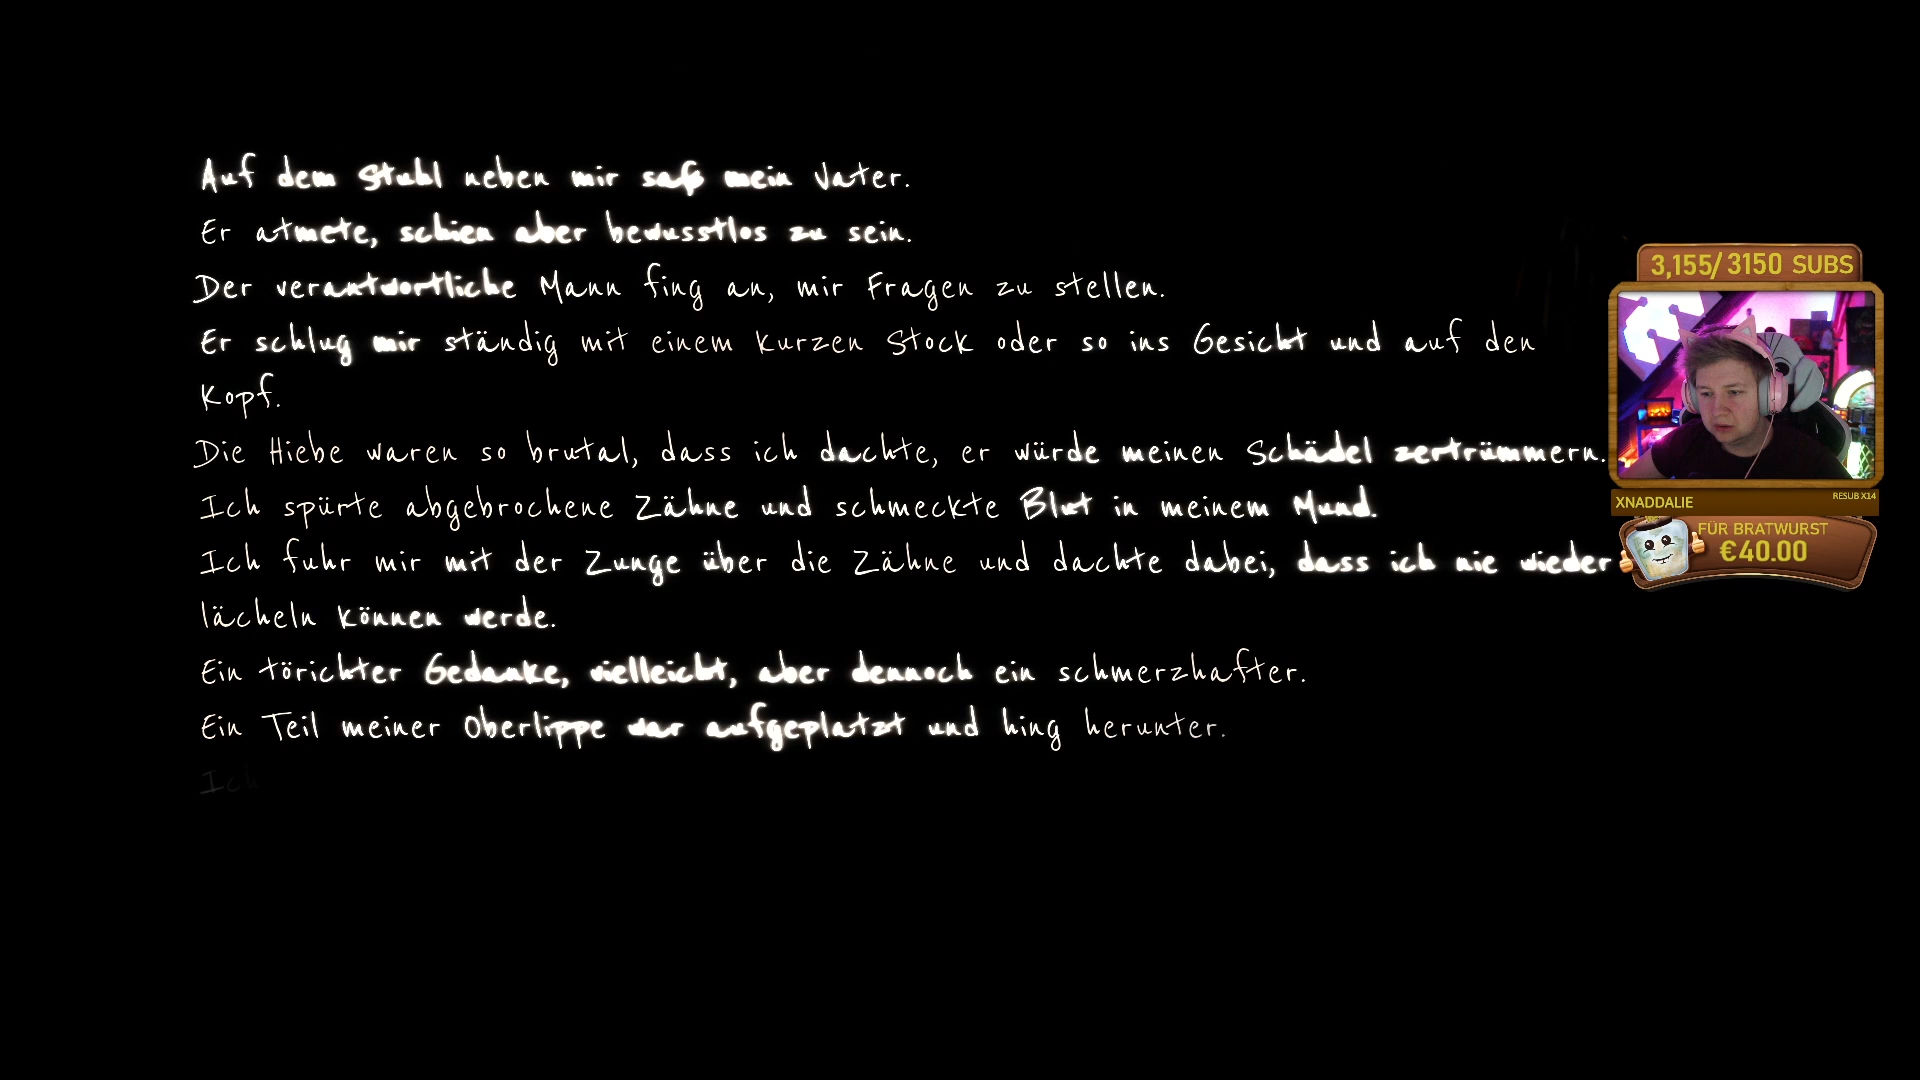 Auf dem Stuhl neben mir saß mein Vater.
Er atmete, schien aber bewusstlos zu sein.
Der verantwortliche Mann fing an, mir Fragen zu stellen.
Er schlug mir ständig mit einem kurzen Stock oder so ins Gesicht und auf den
Kopf.
Die Hiebe waren so brutal, dass ich dachte, er würde meinen Schädel zertrümmern.
Ich spürte abgebrochene Zähne und schmeckte Blut in meinem Mund.
Ich fuhr mir mit der Zunge über die Zähne und dachte dabei, dass ich nie wieder
lächeln können werde.
Ein törichter Gedanke, vielleicht, aber dennoch ein schmerzhafter.
Ein Teil meiner Oberlippe war aufgeplatzt und hing herunter.
Ich
3,155/3150 SUBS
XNADDALIE
RESUB X14
FÜR BRATWURST
€40.00